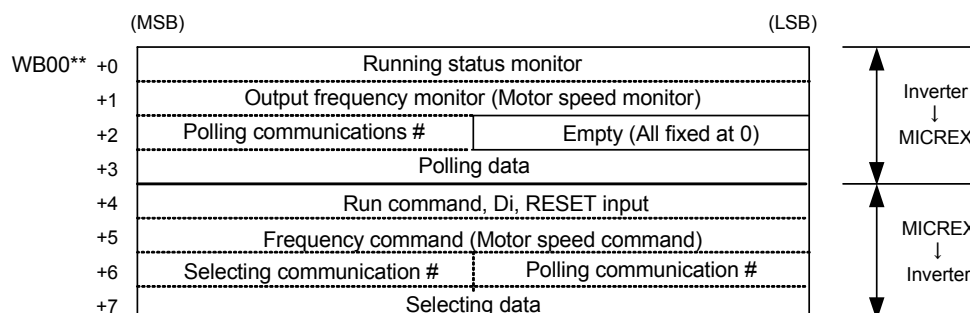 (MSB) (LSB)
WB00** +0 Running status monitor
+1 Output frequency monitor (Motor speed monitor)
+2 Polling communications # Empty (All fixed at 0)
+3 Polling data
Inverter
↓
MICREX
+4 Run command, Di, RESET input
+5 Frequency command (Motor speed command)
+6 Selecting communication # Polling communication #
+7 Selecting data
MICREX
↓
Inverter